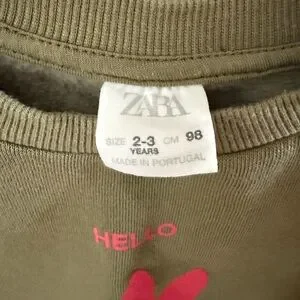 ZARA
SIZE 2-3 CM 98
YEARS
MADE IN PORTUGAL
HELLO